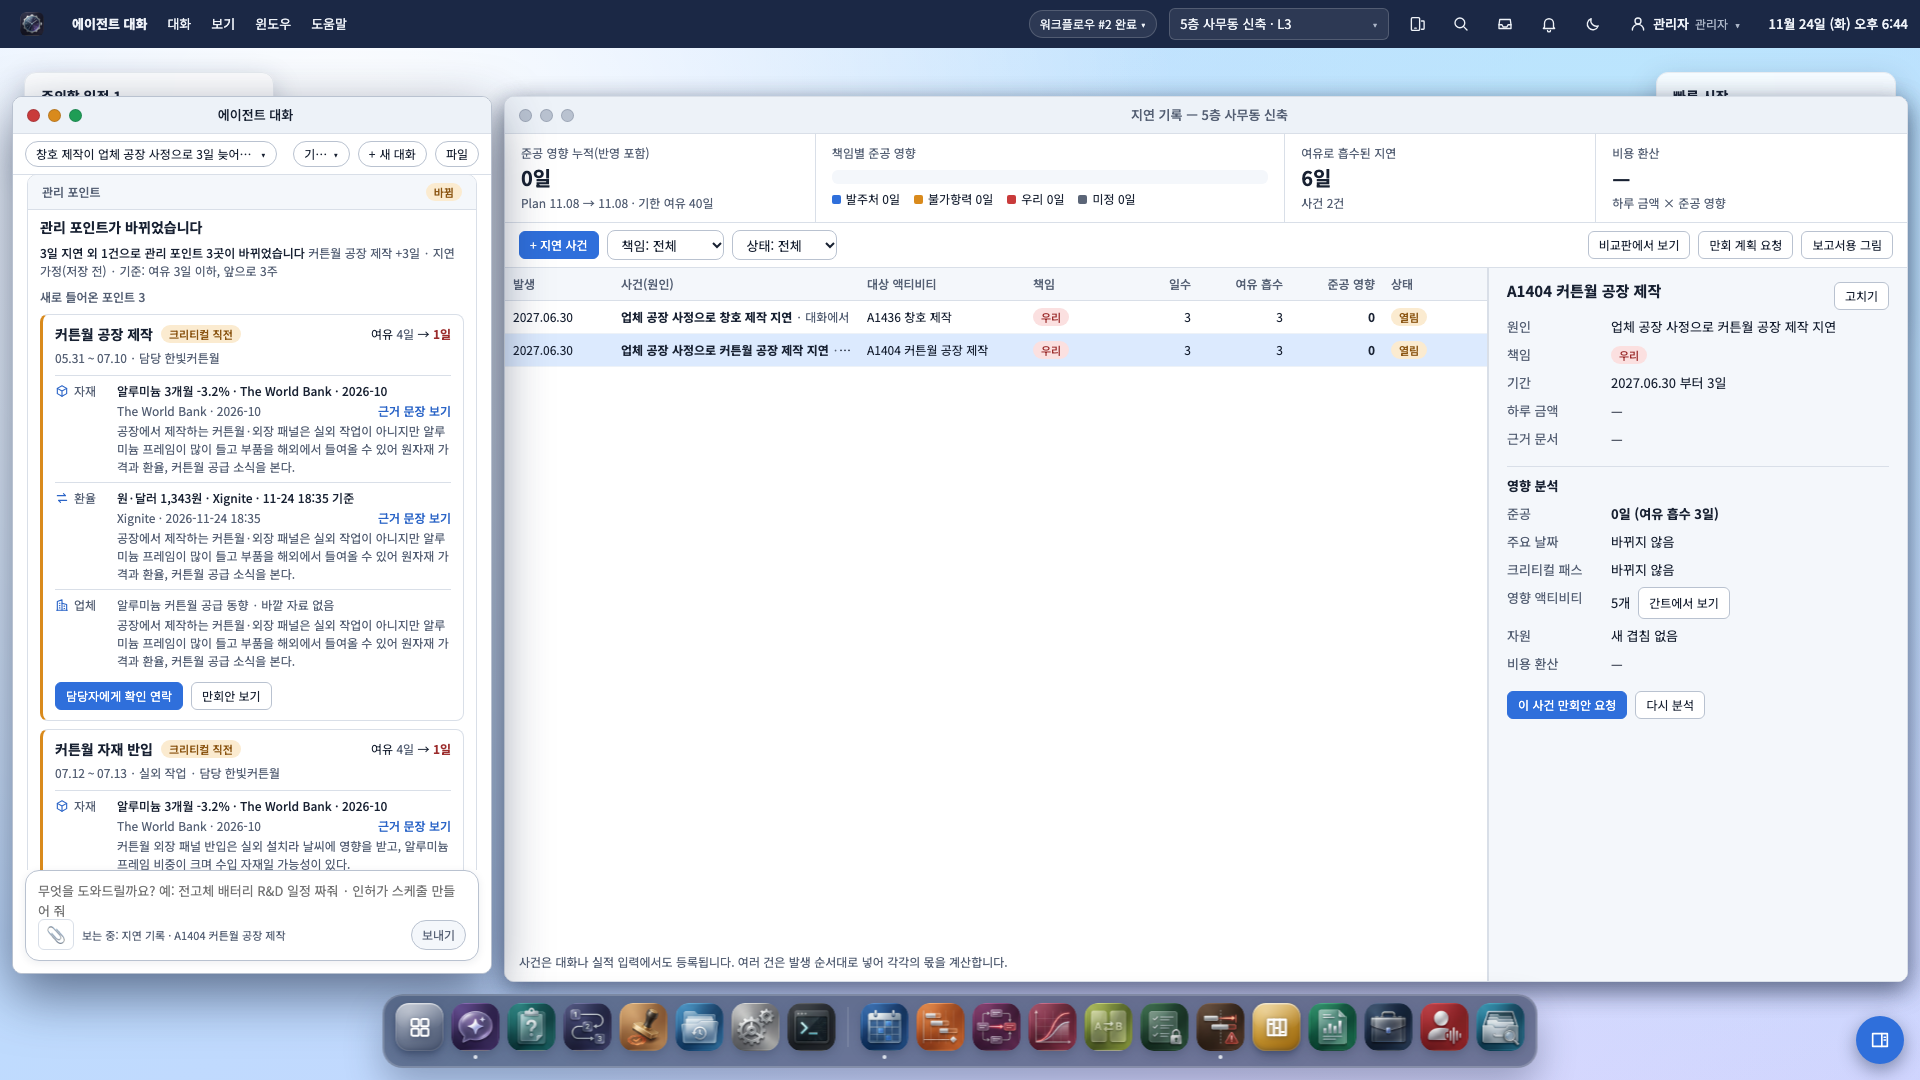 에이전트 대화 대화 보기 윈도우 도움말
워크플로우 #2 완료
5층 사무동 신축 · L3
관리자 관리자
11월 24일 (화) 오후 6:44
에이전트 대화
창호 제작이 업체 공장 사정으로 3일 늦어…
기…
+ 새 대화
파일
관리 포인트
바뀜
관리 포인트가 바뀌었습니다
3일 지연 외 1건으로 관리 포인트 3곳이 바뀌었습니다 커튼월 공장 제작 +3일 · 지연
가정(저장 전) · 기준: 여유 3일 이하, 앞으로 3주
새로 들어온 포인트 3
커튼월 공장 제작 크리티컬 직전 여유 4일 → 1일
05.31 ~ 07.10 · 담당 한빛커튼월
자재 알루미늄 3개월 -3.2% · The World Bank · 2026-10
The World Bank · 2026-10 근거 문장 보기
공장에서 제작하는 커튼월·외장 패널은 실외 작업이 아니지만 알루
미늄 프레임이 많이 들고 부품을 해외에서 들여올 수 있어 원자재 가
격과 환율, 커튼월 공급 소식을 본다.
환율 원·달러 1,343원 · Xignite · 11-24 18:35 기준
Xignite · 2026-11-24 18:35 근거 문장 보기
공장에서 제작하는 커튼월·외장 패널은 실외 작업이 아니지만 알루
미늄 프레임이 많이 들고 부품을 해외에서 들여올 수 있어 원자재 가
격과 환율, 커튼월 공급 소식을 본다.
업체 알루미늄 커튼월 공급 동향 · 바깥 자료 없음
공장에서 제작하는 커튼월·외장 패널은 실외 작업이 아니지만 알루
미늄 프레임이 많이 들고 부품을 해외에서 들여올 수 있어 원자재 가
격과 환율, 커튼월 공급 소식을 본다.
담당자에게 확인 연락
만회안 보기
커튼월 자재 반입 크리티컬 직전 여유 4일 → 1일
07.12 ~ 07.13 · 실외 작업 · 담당 한빛커튼월
자재 알루미늄 3개월 -3.2% · The World Bank · 2026-10
The World Bank · 2026-10 근거 문장 보기
커튼월 외장 패널 반입은 실외 설치라 날씨에 영향을 받고, 알루미늄
프레임 비중이 크며 수입 자재일 가능성이 있다.
무엇을 도와드릴까요? 예: 전고체 배터리 R&D 일정 짜줘 · 인허가 스케줄 만들
어 줘
보는 중: 지연 기록 · A1404 커튼월 공장 제작
보내기
지연 기록 — 5층 사무동 신축
준공 영향 누적(반영 포함)
0일
Plan 11.08 → 11.08 · 기한 여유 40일
책임별 준공 영향
발주처 0일 불가항력 0일 우리 0일 미정 0일
여유로 흡수된 지연
6일
사건 2건
비용 환산
—
하루 금액 × 준공 영향
+ 지연 사건
책임: 전체
상태: 전체
비교판에서 보기
만회 계획 요청
보고서용 그림
발생 사건(원인) 대상 액티비티 책임 일수 여유 흡수 준공 영향 상태
2027.06.30 업체 공장 사정으로 창호 제작 지연 · 대화에서 A1436 창호 제작 우리 3 3 0 열림
2027.06.30 업체 공장 사정으로 커튼월 공장 제작 지연 · … A1404 커튼월 공장 제작 우리 3 3 0 열림
사건은 대화나 실적 입력에서도 등록됩니다. 여러 건은 발생 순서대로 넣어 각각의 몫을 계산합니다.
A1404 커튼월 공장 제작
고치기
원인 업체 공장 사정으로 커튼월 공장 제작 지연
책임 우리
기간 2027.06.30 부터 3일
하루 금액 —
근거 문서 —
영향 분석
준공 0일 (여유 흡수 3일)
주요 날짜 바뀌지 않음
크리티컬 패스 바뀌지 않음
영향 액티비티 5개 간트에서 보기
자원 새 겹침 없음
비용 환산 —
이 사건 만회안 요청
다시 분석